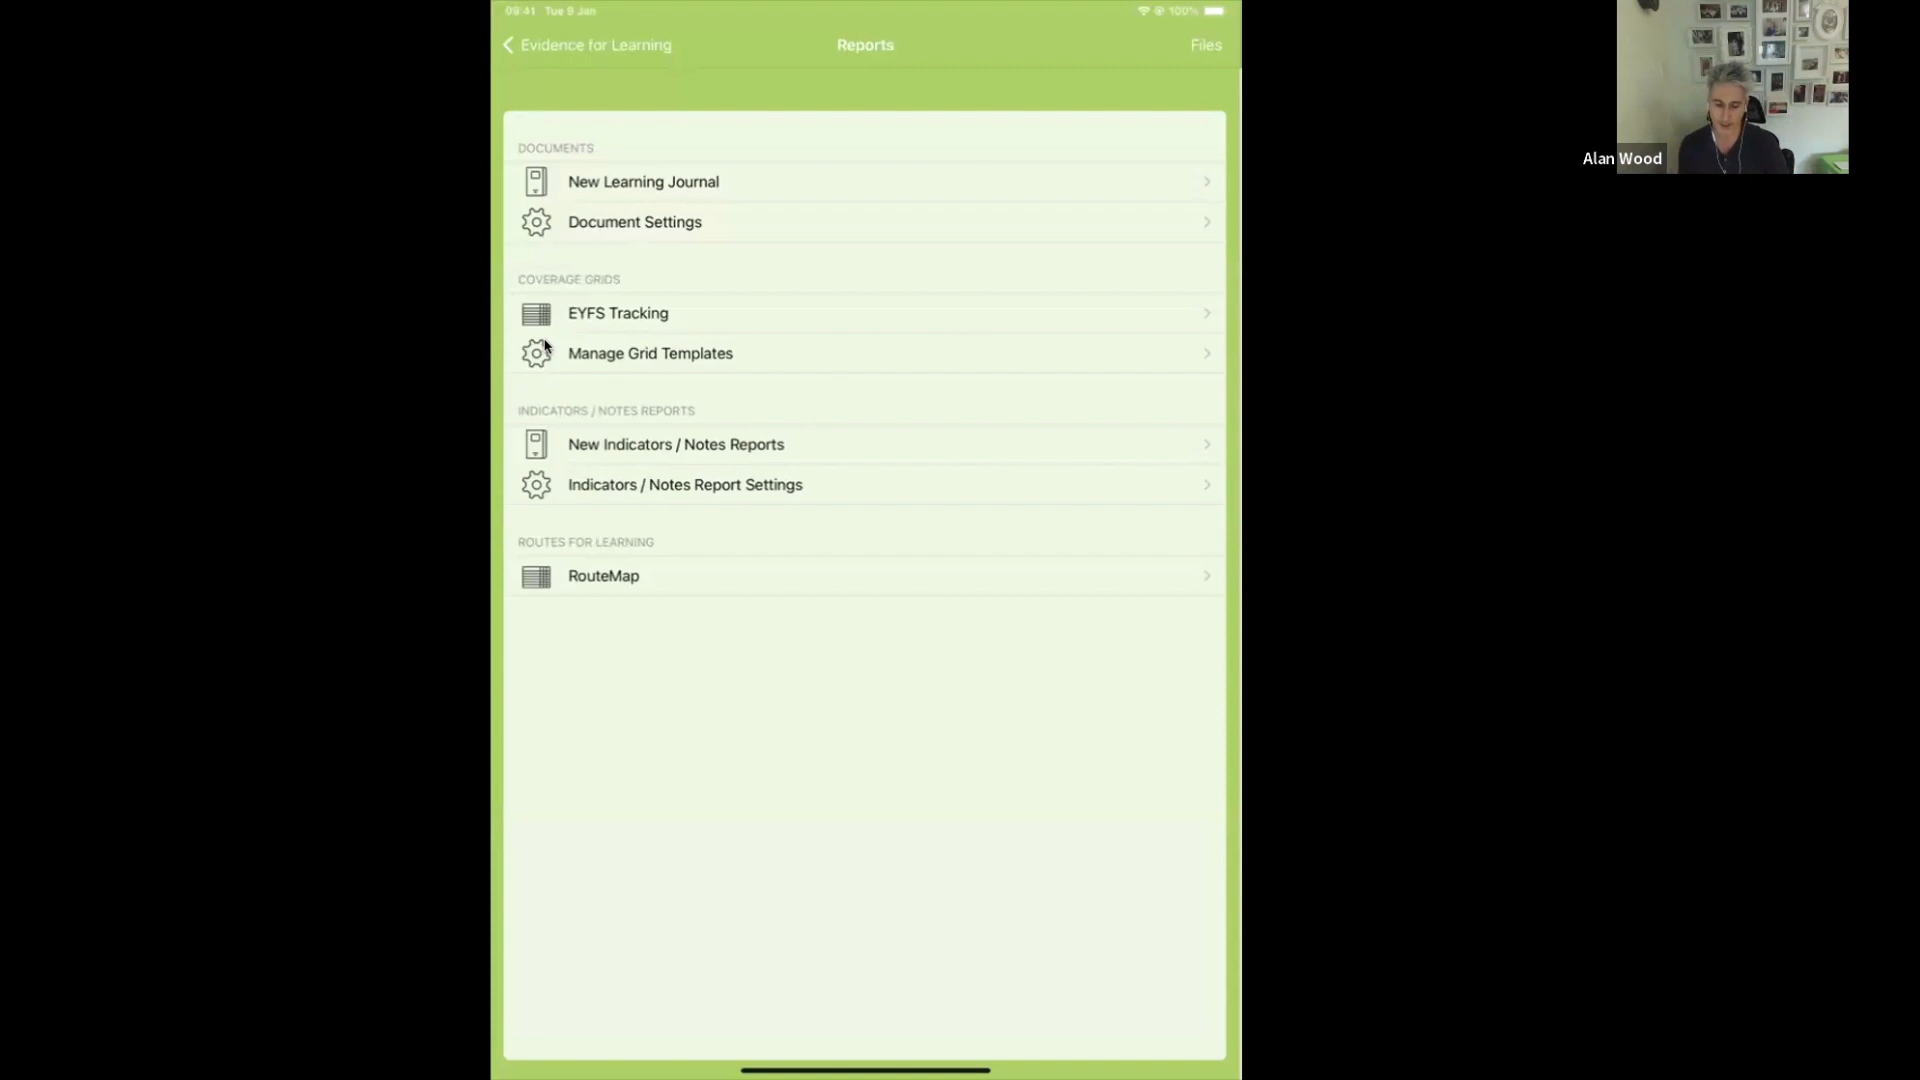 09:41 Tue 9 Jan
100%
Evidence for Learning
Reports
Files
DOCUMENTS
New Learning Journal
Document Settings
COVERAGE GRIDS
EYFS Tracking
Manage Grid Templates
INDICATORS / NOTES REPORTS
New Indicators / Notes Reports
Indicators / Notes Report Settings
ROUTES FOR LEARNING
RouteMap
Alan Wood